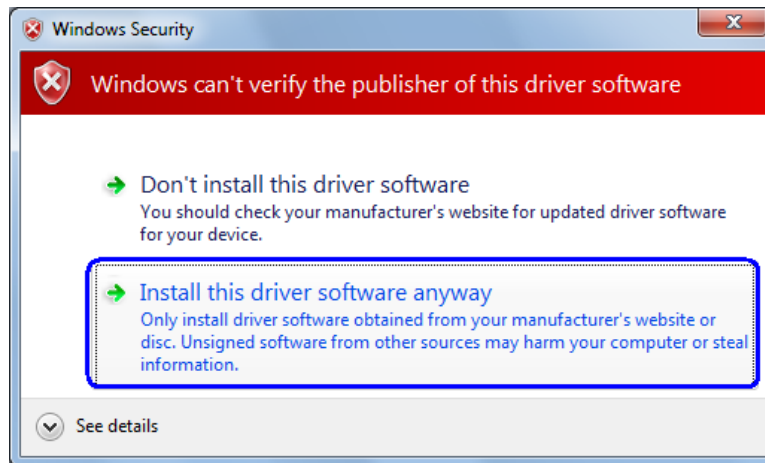 Windows Security
Windows can't verify the publisher of this driver software
Don't install this driver software
You should check your manufacturer's website for updated driver software
for your device.
Install this driver software anyway
Only install driver software obtained from your manufacturer's website or
disc. Unsigned software from other sources may harm your computer or steal
information.
See details